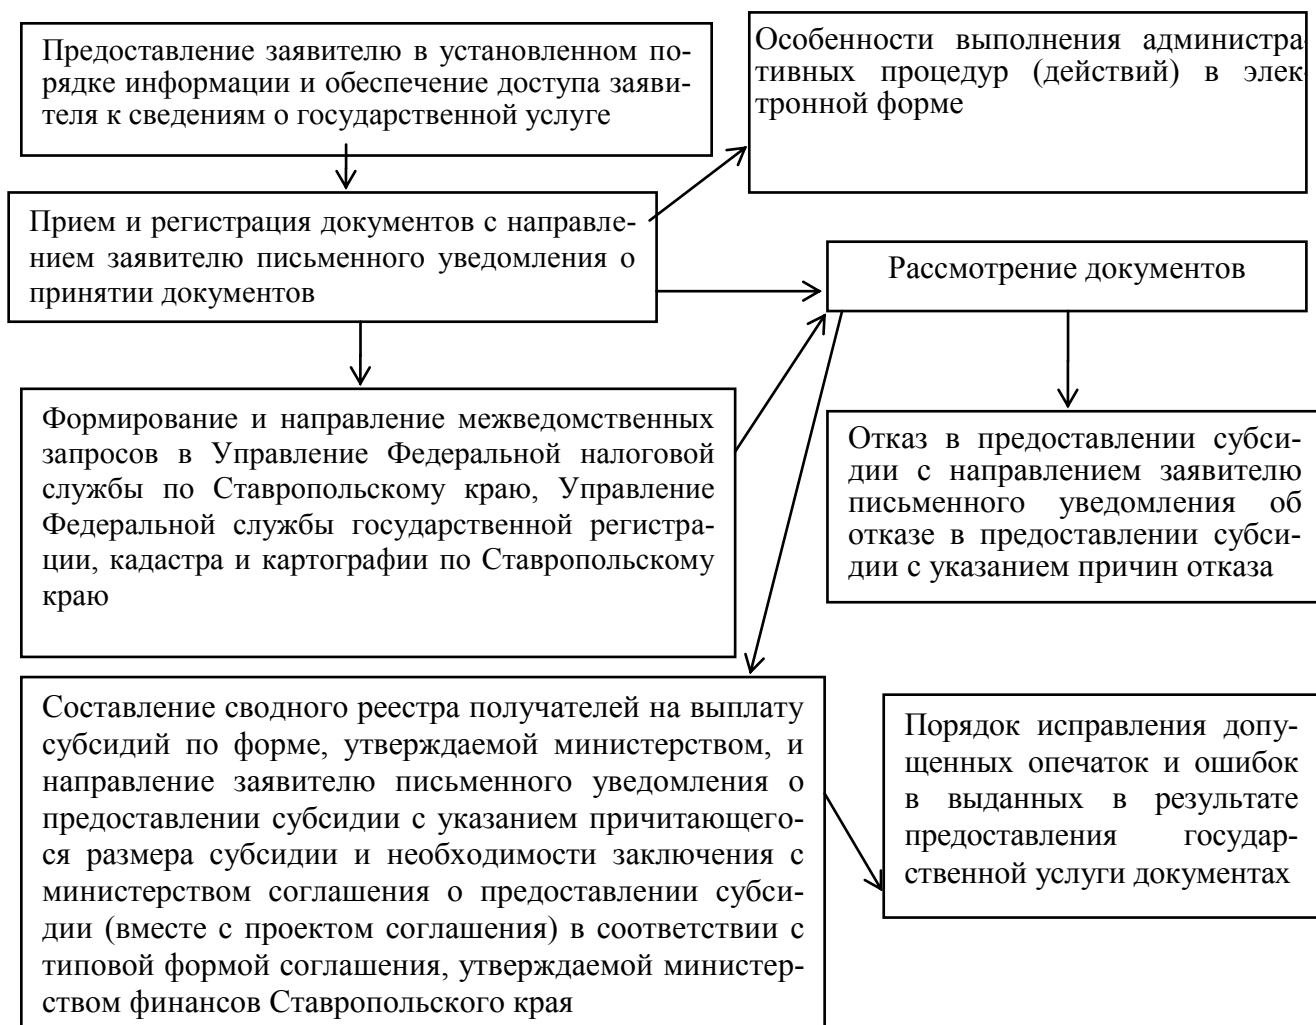 Предоставление заявителю в установленном по-
рядке информации и обеспечение доступа заяви-
теля к сведениям о государственной услуге
Особенности выполнения администра-
тивных процедур (действий) в элек-
тронной форме
Прием и регистрация документов с направле-
нием заявителю письменного уведомления о
принятии документов
Рассмотрение документов
Формирование и направление межведомственных
запросов в Управление Федеральной налоговой
службы по Ставропольскому краю, Управление
Федеральной службы государственной регистра-
ции, кадастра и картографии по Ставропольскому
краю
Отказ в предоставлении субси-
дии с направлением заявителю
письменного уведомления об
отказе в предоставлении субси-
дии с указанием причин отказа
Составление сводного реестра получателей на выплату
субсидий по форме, утверждаемой министерством, и
направление заявителю письменного уведомления о
предоставлении субсидии с указанием причитающего-
ся размера субсидии и необходимости заключения с
министерством соглашения о предоставлении субси-
дии (вместе с проектом соглашения) в соответствии с
типовой формой соглашения, утверждаемой министер-
ством финансов Ставропольского края
Порядок исправления допу-
щенных опечаток и ошибок
в выданных в результате
предоставления государ-
ственной услуги документах